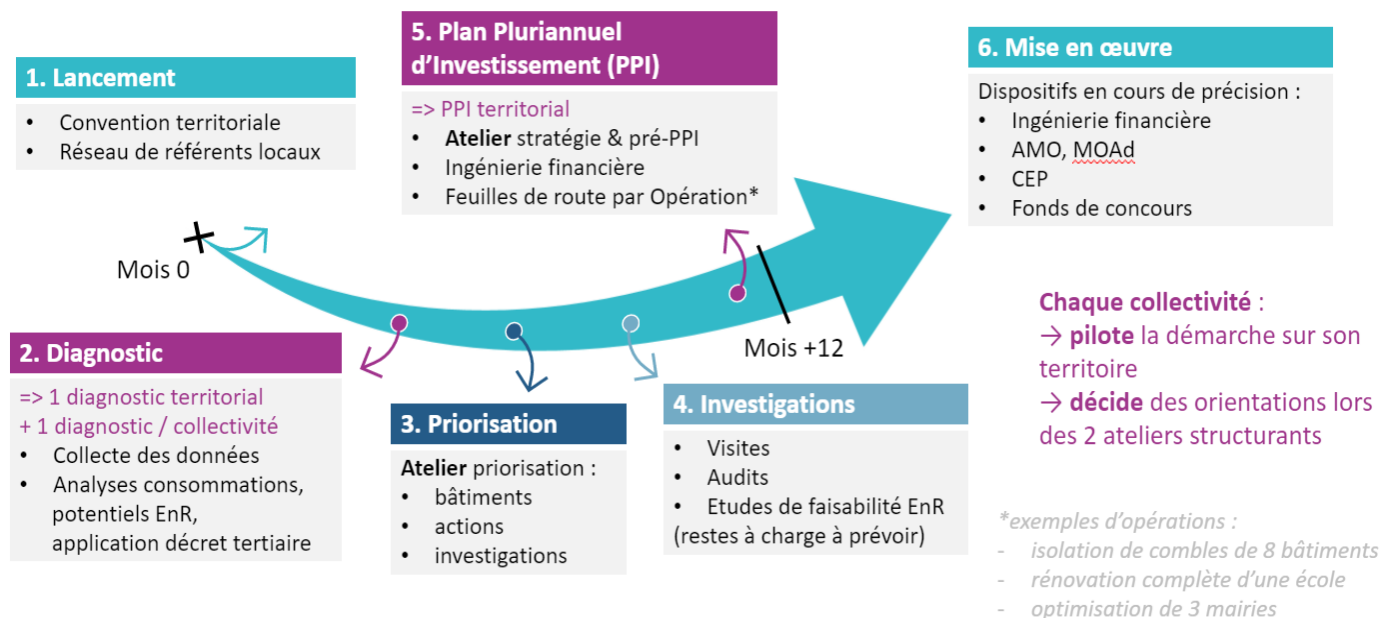 1. Lancement
• Convention territoriale
• Réseau de référents locaux
Mois 0
2. Diagnostic
=> 1 diagnostic territorial
+ 1 diagnostic / collectivité
• Collecte des données
• Analyses consommations,
potentiels EnR,
application décret tertiaire
3. Priorisation
Atelier priorisation :
• bâtiments
• actions
• investigations
4. Investigations
• Visites
• Audits
• Etudes de faisabilité EnR
(restes à charge à prévoir)
5. Plan Pluriannuel
d’Investissement (PPI)
=> PPI territorial
• Atelier stratégie & pré-PPI
• Ingénierie financière
• Feuilles de route par Opération*
Mois +12
6. Mise en œuvre
Dispositifs en cours de précision :
• Ingénierie financière
• AMO, MOAd
• CEP
• Fonds de concours
Chaque collectivité :
→ pilote la démarche sur son
territoire
→ décide des orientations lors
des 2 ateliers structurants
*exemples d’opérations :
- isolation de combles de 8 bâtiments
- rénovation complète d’une école
- optimisation de 3 mairies